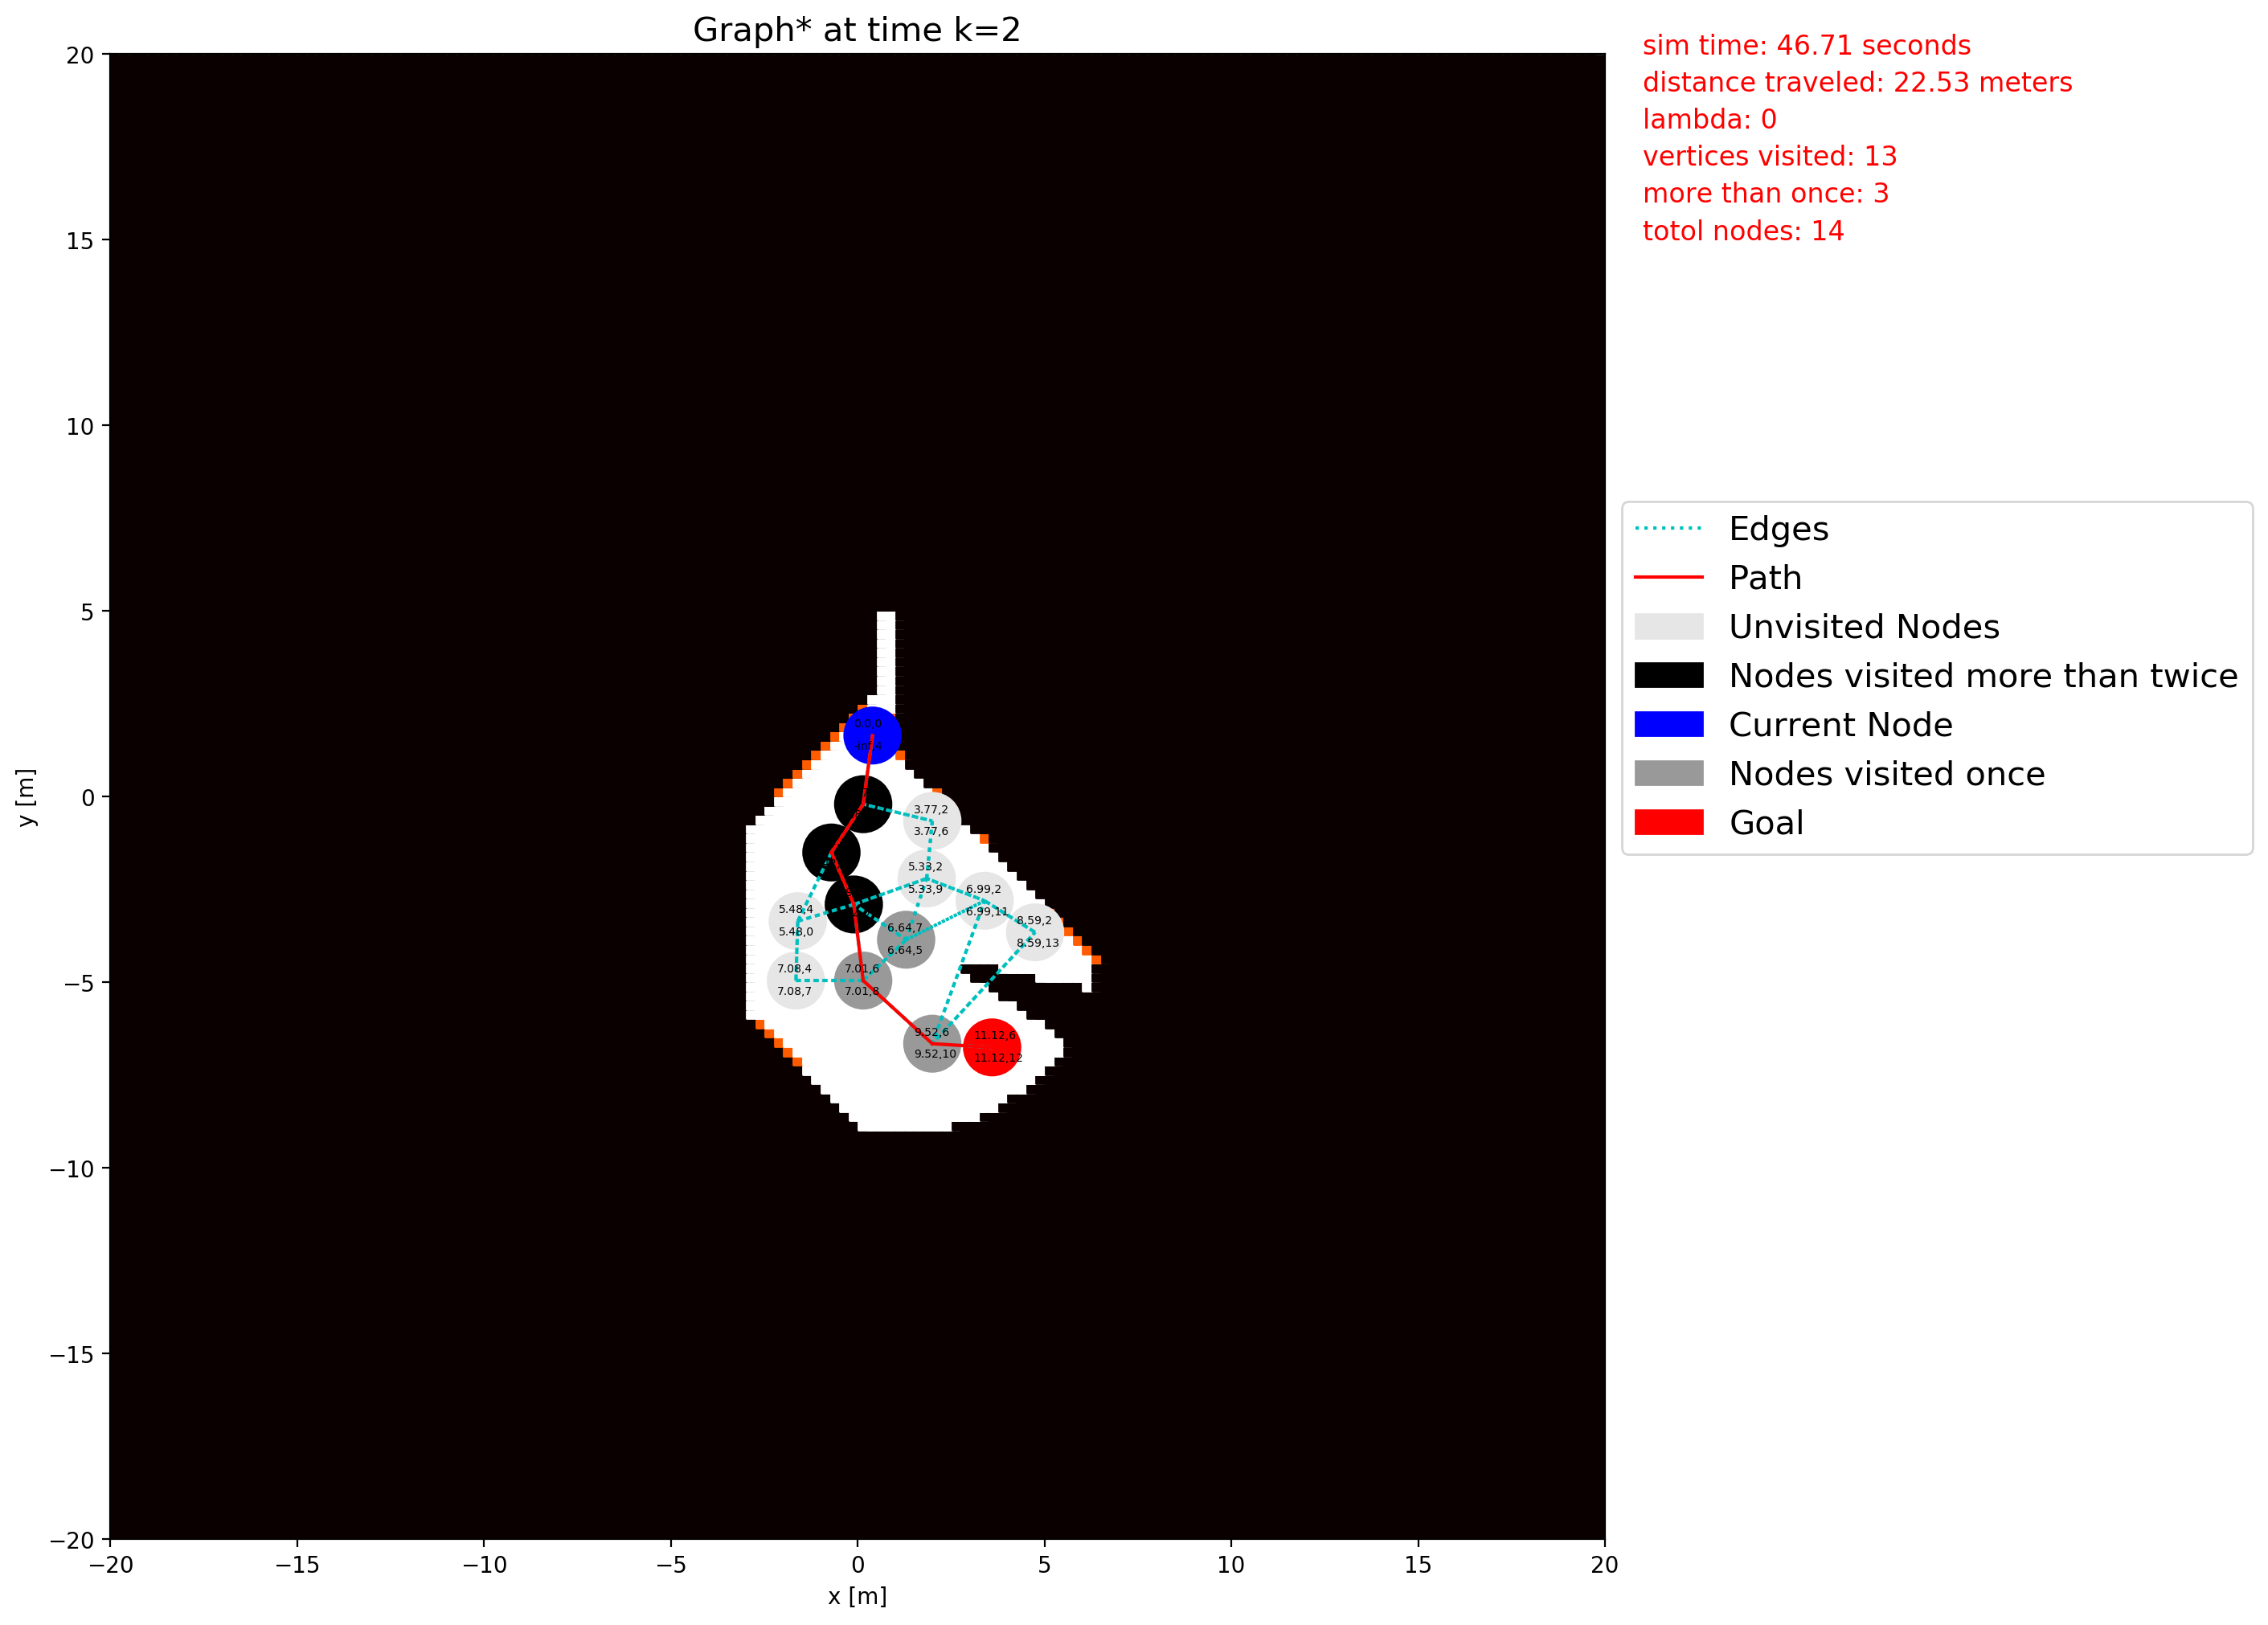 Graph* at time k=2
sim time: 46.71 seconds
distance traveled: 22.53 meters
lambda: 0
vertices visited: 13
more than once: 3
totol nodes: 14
20
15
10
5
0
−5
−10
−15
−20
y [m]
−20 −15 −10 −5 0 5 10 15 20
x [m]
0.0,0
3.77,2
3.77,6
5.33,2
5.33,9
6.99,2
6.99,11
8.59,2
8.59,13
5.48,4
5.48,0
6.64,7
6.64,5
7.08,4
7.08,7
7.01,6
7.01,8
9.52,6
9.52,10
11.12,6
11.12,12
Edges
Path
Unvisited Nodes
Nodes visited more than twice
Current Node
Nodes visited once
Goal